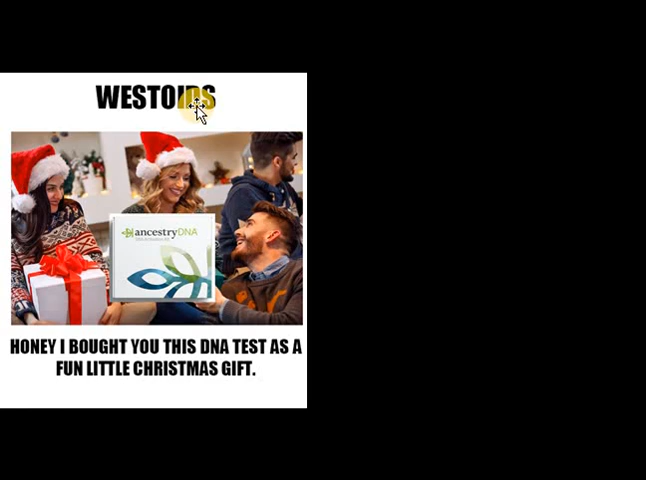 WESTOIDS
ancestryDNA
HONEY I BOUGHT YOU THIS DNA TEST AS A
FUN LITTLE CHRISTMAS GIFT.